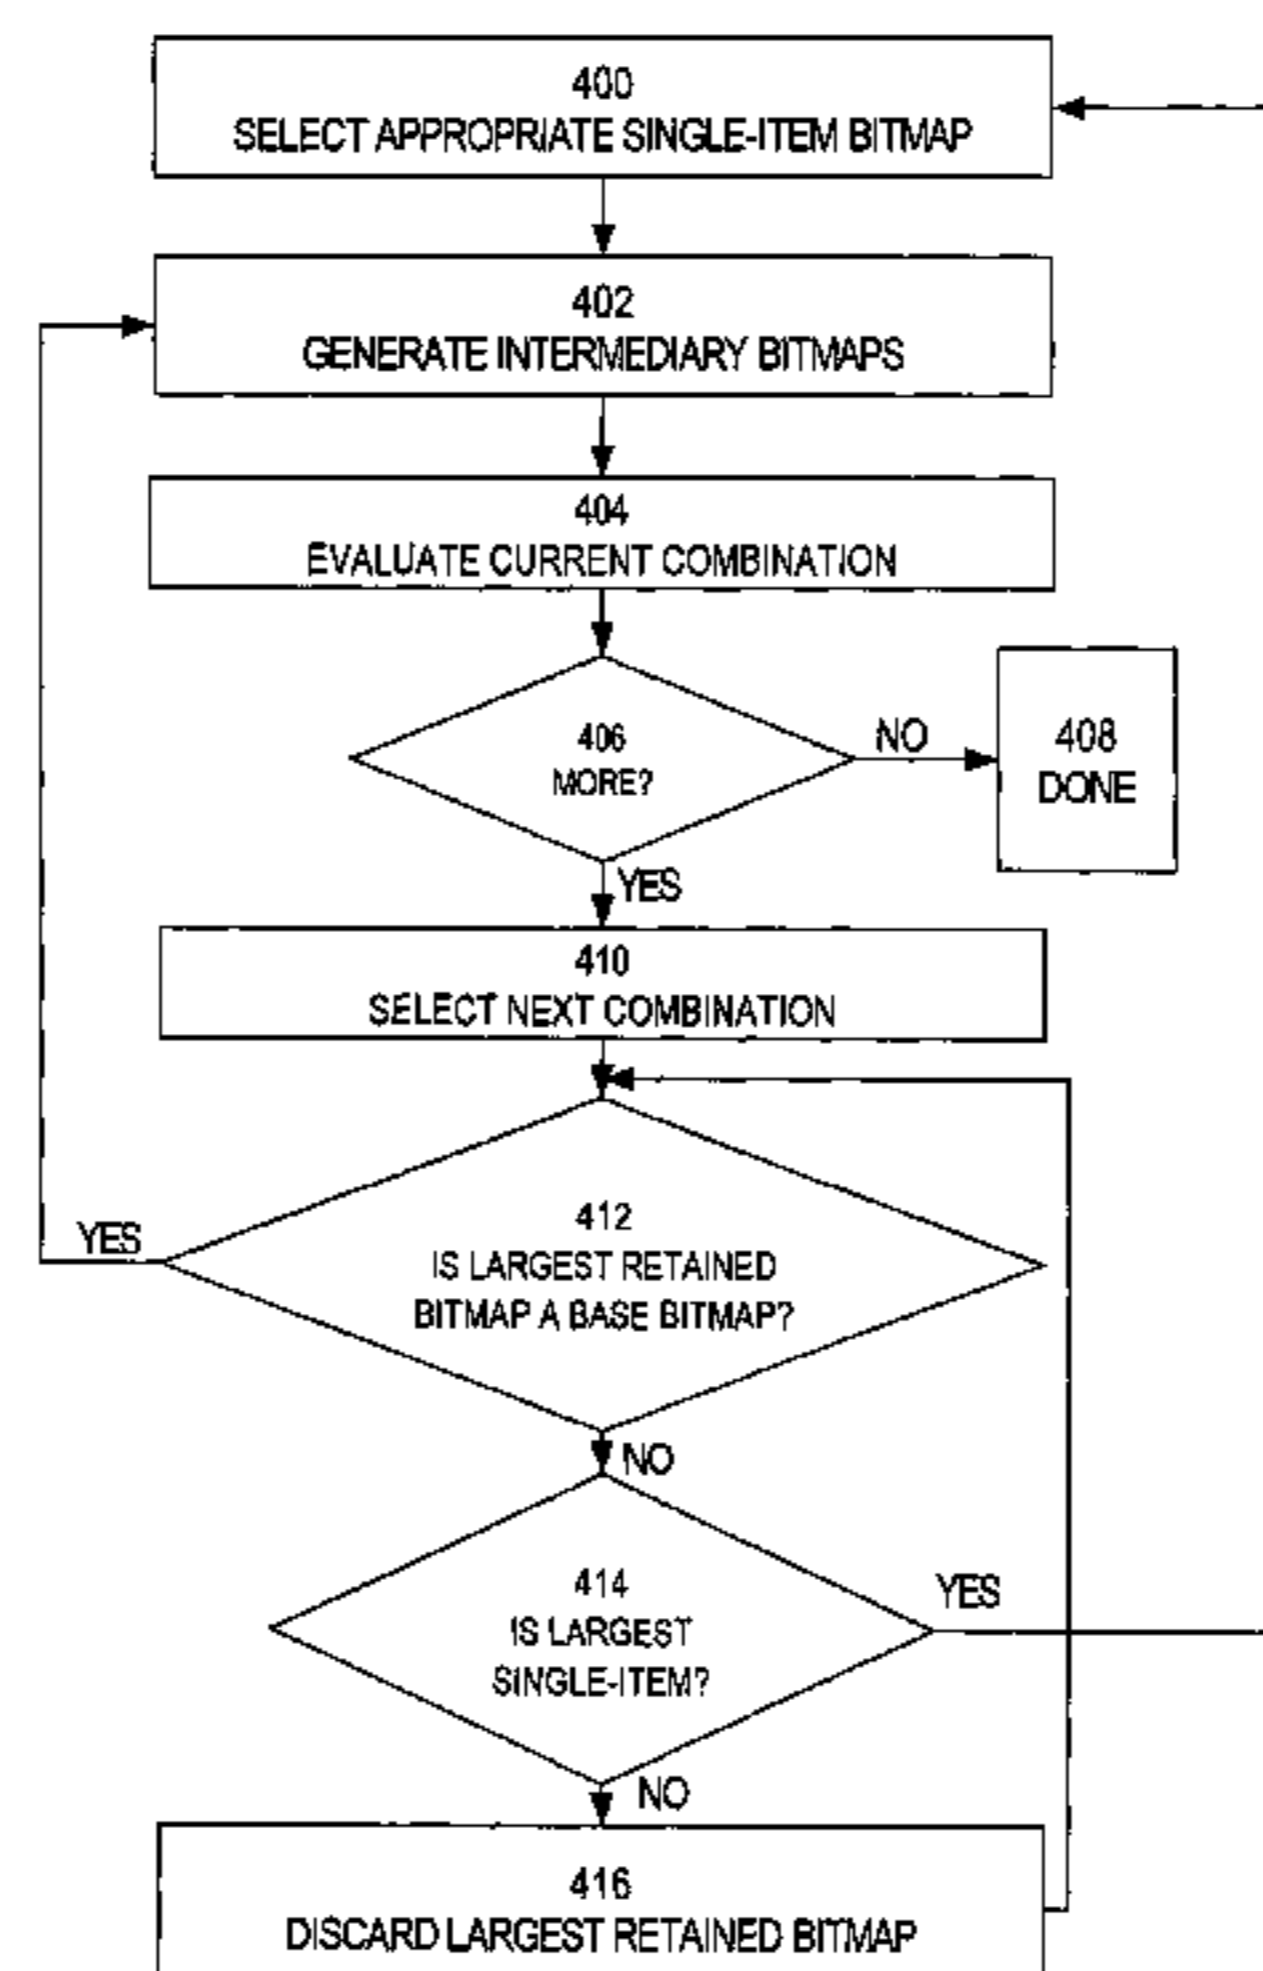 400
SELECT APPROPRIATE SINGLE-ITEM BITMAP
402
GENERATE INTERMEDIARY BITMAPS
404
EVALUATE CURRENT COMBINATION
406
MORE?
NO
408
DONE
YES
410
SELECT NEXT COMBINATION
412
IS LARGEST RETAINED
BITMAP A BASE BITMAP?
YES
NO
414
IS LARGEST
SINGLE-ITEM?
YES
NO
416
DISCARD LARGEST RETAINED BITMAP